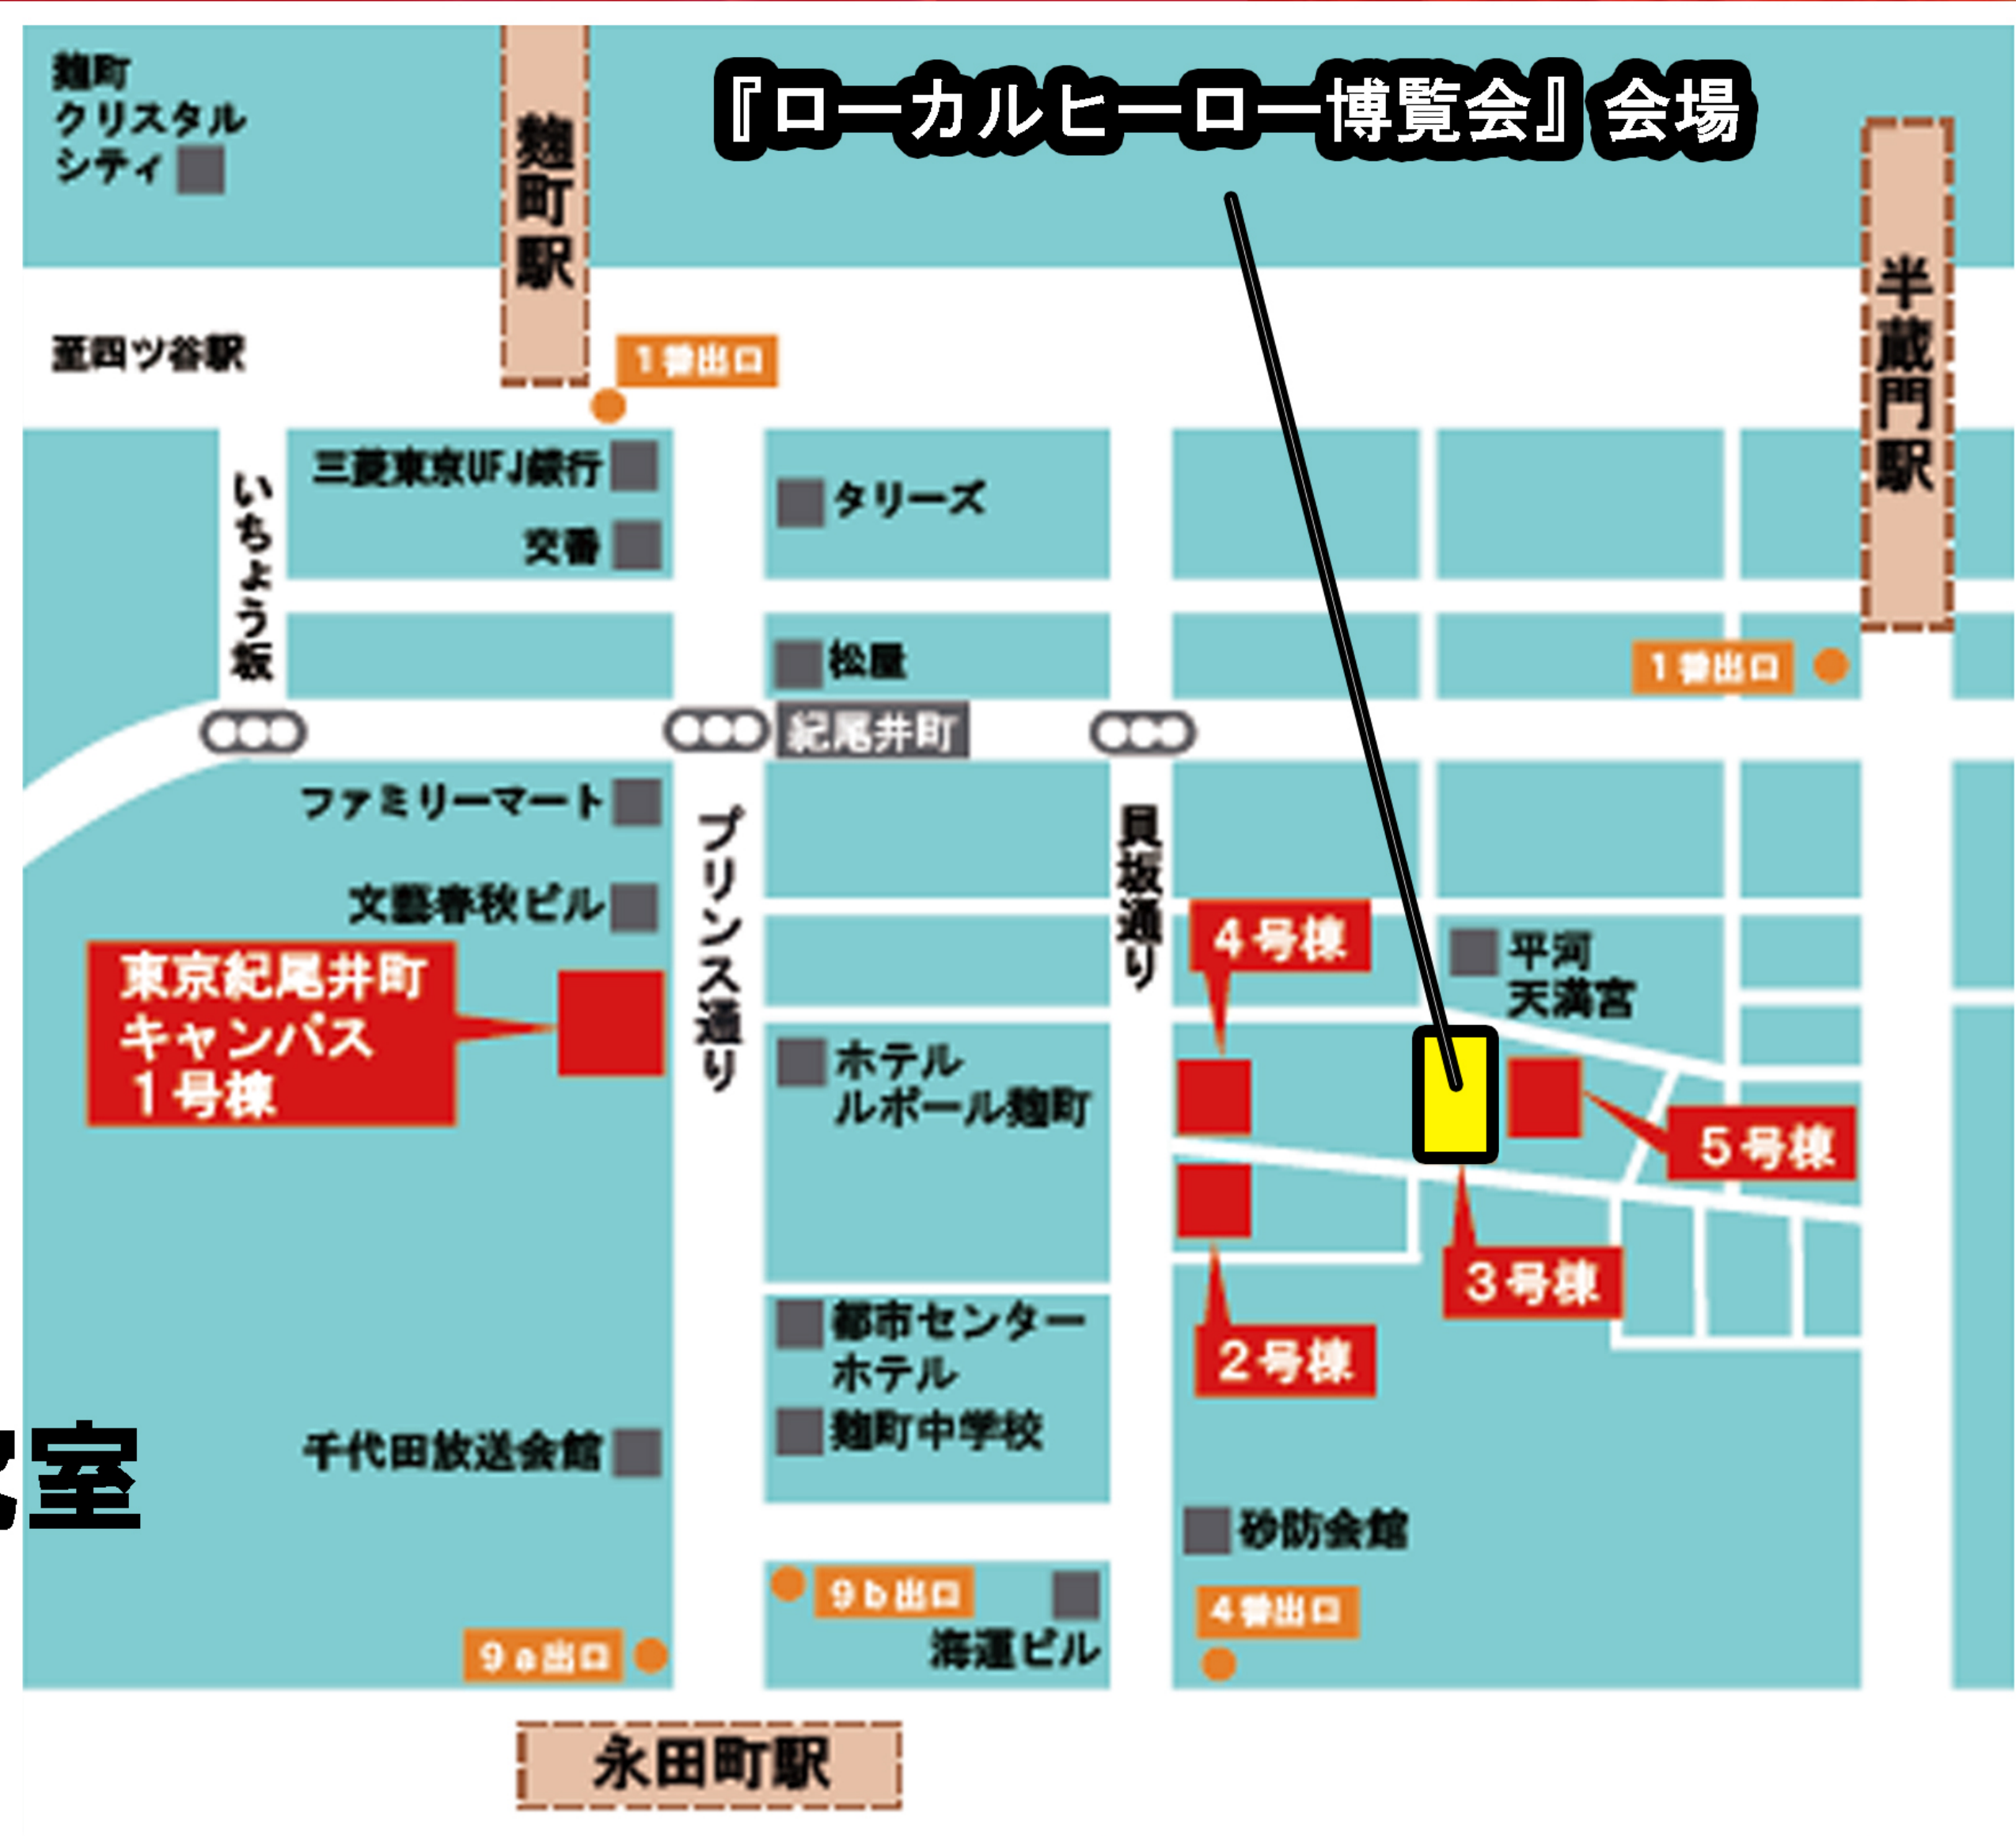 『ローカルヒーロー博覧会』会場
麹町
クリスタル
シティ
麹町駅
半蔵門駅
至四ツ谷駅
1番出口
三菱東京UFJ銀行
交番
タリーズ
いちょう坂
松屋
1番出口
紀尾井町
ファミリーマート
プリンス通り
貝坂通り
文藝春秋ビル
4号棟
平河
天満宮
東京紀尾井町
キャンパス
1号棟
ホテル
ルポール麹町
5号棟
3号棟
2号棟
都市センター
ホテル
麹町中学校
千代田放送会館
室
砂防会館
9b出口
海運ビル
4番出口
9a出口
永田町駅